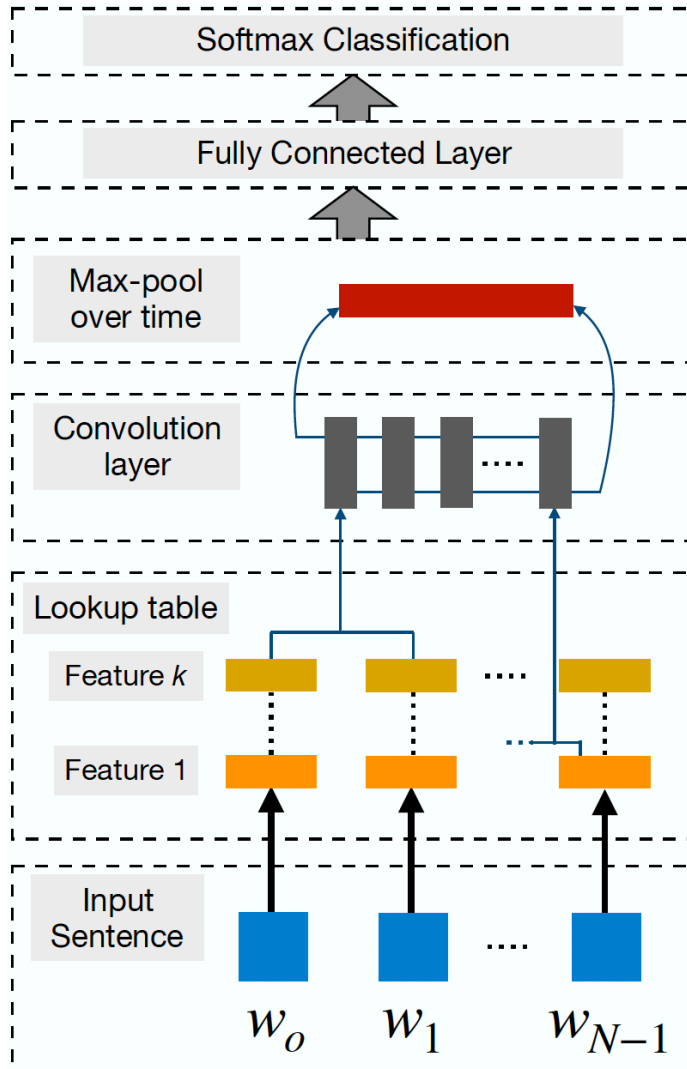 Softmax Classification
Fully Connected Layer
Max-pool
over time
Convolution
layer
....
Lookup table
Feature k
....
Feature 1
Input
Sentence
....
w_o w_1 w_{N-1}